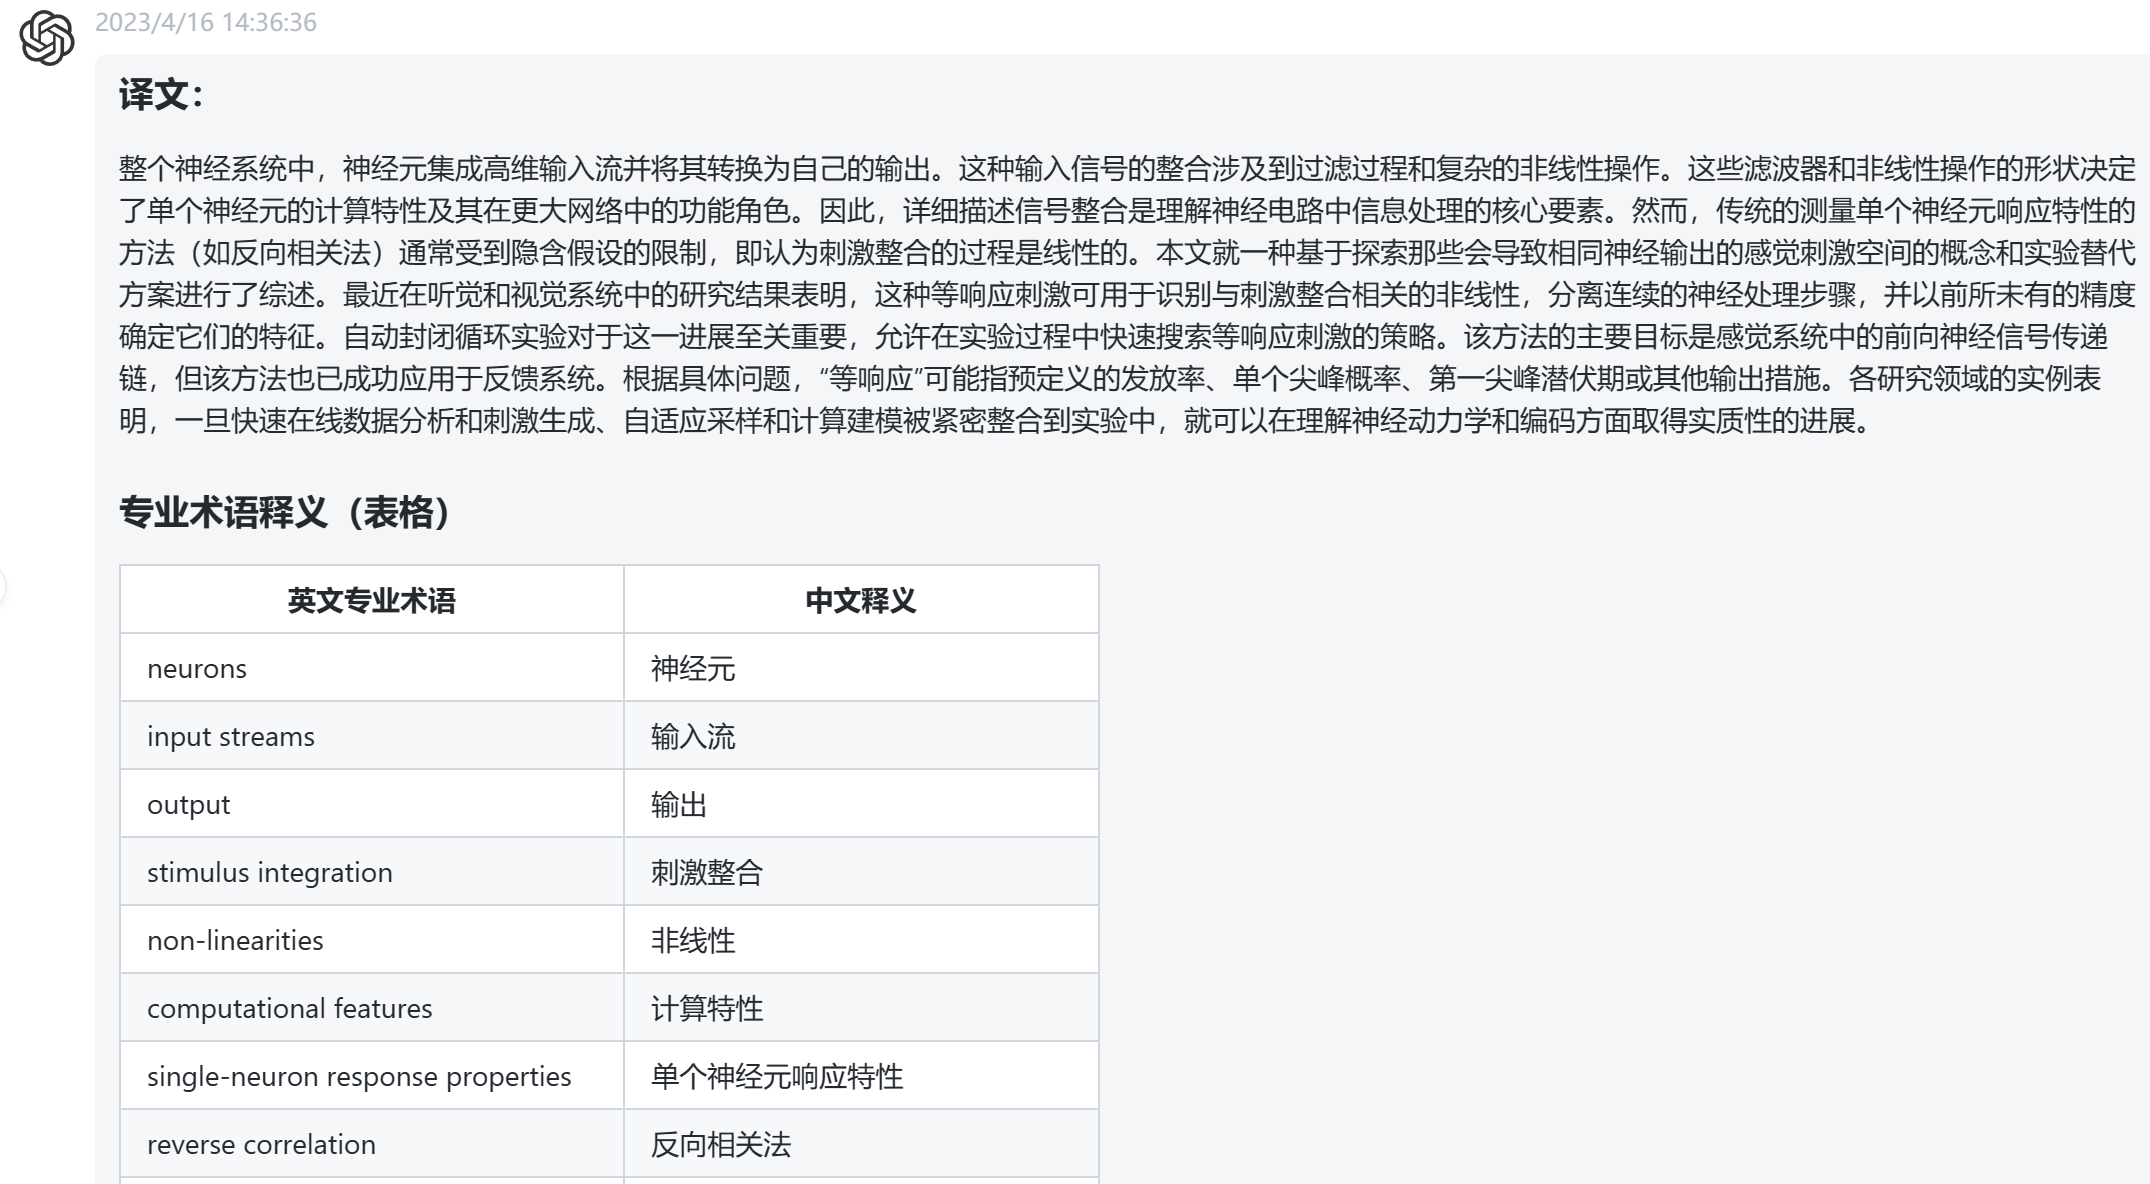 2023/4/16 14:36:36
译文：
整个神经系统中，神经元集成高维输入流并将其转换为自己的输出。这种输入信号的整合涉及到过滤过程和复杂的非线性操作。这些滤波器和非线性操作的形状决定
了单个神经元的计算特性及其在更大网络中的功能角色。因此，详细描述信号整合是理解神经电路中信息处理的核心要素。然而，传统的测量单个神经元响应特性的
方法（如反向相关法）通常受到隐含假设的限制，即认为刺激整合的过程是线性的。本文就一种基于探索那些会导致相同神经输出的感觉刺激空间的概念和实验替代
方案进行了综述。最近在听觉和视觉系统中的研究结果表明，这种等响应刺激可用于识别与刺激整合相关的非线性，分离连续的神经处理步骤，并以前所未有的精度
确定它们的特征。自动封闭循环实验对于这一进展至关重要，允许在实验过程中快速搜索等响应刺激的策略。该方法的主要目标是感觉系统中的前向神经信号传递
链，但该方法也已成功应用于反馈系统。根据具体问题，“等响应”可能指预定义的发放率、单个尖峰概率、第一尖峰潜伏期或其他输出措施。各研究领域的实例表
明，一旦快速在线数据分析和刺激生成、自适应采样和计算建模被紧密整合到实验中，就可以在理解神经动力学和编码方面取得实质性的进展。
专业术语释义（表格）
英文专业术语 中文释义
neurons 神经元
input streams 输入流
output 输出
stimulus integration 刺激整合
non-linearities 非线性
computational features 计算特性
single-neuron response properties 单个神经元响应特性
reverse correlation 反向相关法